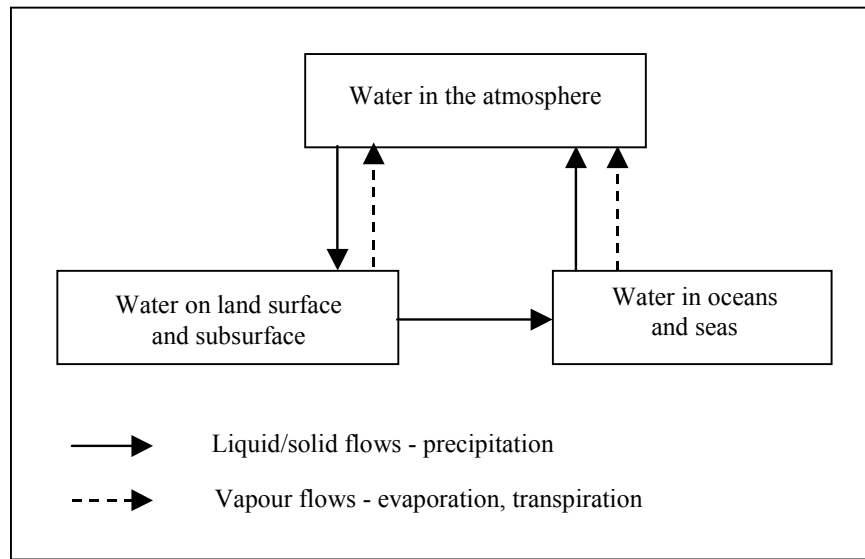 Water in the atmosphere
Water on land surface
and subsurface
Water in oceans
and seas
Liquid/solid flows - precipitation
Vapour flows - evaporation, transpiration